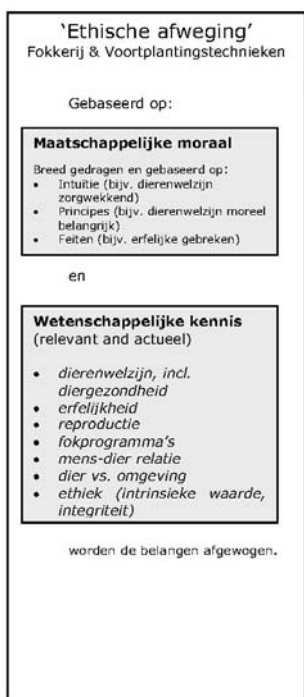 ‘Ethische afweging’
Fokkerij & Voortplantingstechnieken
Gebaseerd op:
Maatschappelijke moraal
Breed gedragen en gebaseerd op:
• Intuïtie (bijv. dierenwelzijn
zorgwekkend)
• Principes (bijv. dierenwelzijn moreel
belangrijk)
• Feiten (bijv. erfelijke gebreken)
en
Wetenschappelijke kennis
(relevant and actueel)
• dierenwelzijn, incl.
diergezondheid
• erfelijkheid
• reproductie
• fokprogramma's
• mens-dier relatie
• dier vs. omgeving
• ethiek (intrinsieke waarde,
integriteit)
worden de belangen afgewogen.